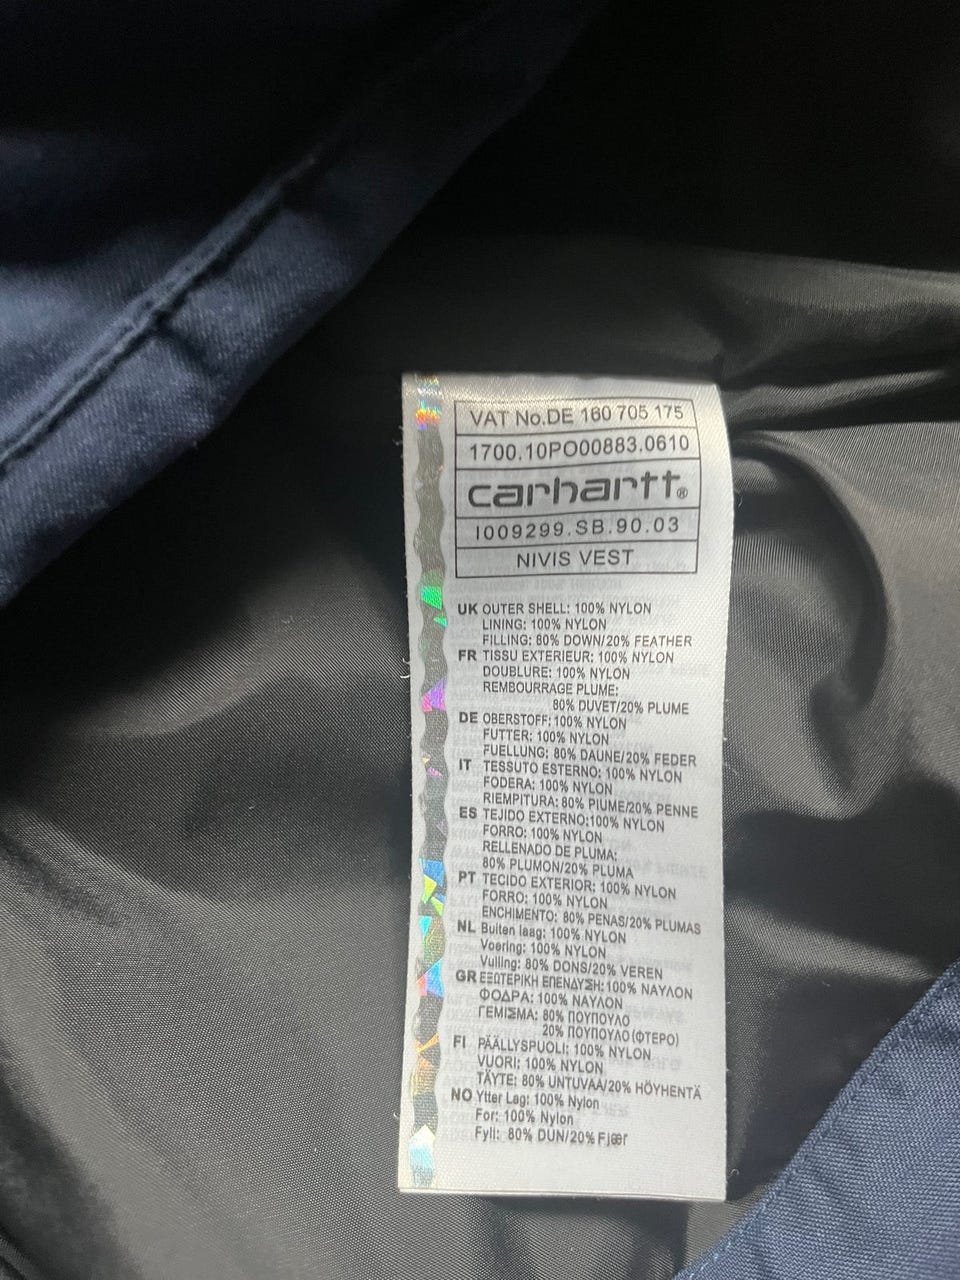 VAT No.DE 160 705 175
1700.10PO00883.0610
carhartt®
I009299.SB.90.03
NIVIS VEST
UK OUTER SHELL: 100% NYLON
LINING: 100% NYLON
FILLING: 80% DOWN/20% FEATHER
FR TISSU EXTERIEUR: 100% NYLON
DOUBLURE: 100% NYLON
REMBOURRAGE PLUME:
80% DUVET/20% PLUME
DE OBERSTOFF: 100% NYLON
FUTTER: 100% NYLON
FUELLUNG: 80% DAUNE/20% FEDER
IT TESSUTO ESTERNO: 100% NYLON
FODERA: 100% NYLON
RIEMPITURA: 80% PIUME/20% PENNE
ES TEJIDO EXTERNO:100% NYLON
FORRO: 100% NYLON
RELLENADO DE PLUMA:
80% PLUMON/20% PLUMA
PT TECIDO EXTERIOR: 100% NYLON
FORRO: 100% NYLON
ENCHIMENTO: 80% PENAS/20% PLUMAS
NL Buiten laag: 100% NYLON
Voering: 100% NYLON
Vulling: 80% DONS/20% VEREN
GR ΕΞΩΤΕΡΙΚΗ ΕΠΕΝΔΥΣΗ: 100% ΝΑΥΛΟΝ
ΦΟΔΡΑ: 100% ΝΑΥΛΟΝ
ΓΕΜΙΣΜΑ: 80% ΠΟΥΠΟΥΛΟ
20% ΠΟΥΠΟΥΛΟ (ΦΤΕΡΟ)
FI PÄÄLLYSPUOLI: 100% NYLON
VUORI: 100% NYLON
TÄYTE: 80% UNTUVAA/20% HÖYHENTÄ
NO Ytter Lag: 100% Nylon
For: 100% Nylon
Fyll: 80% DUN/20% Fjær